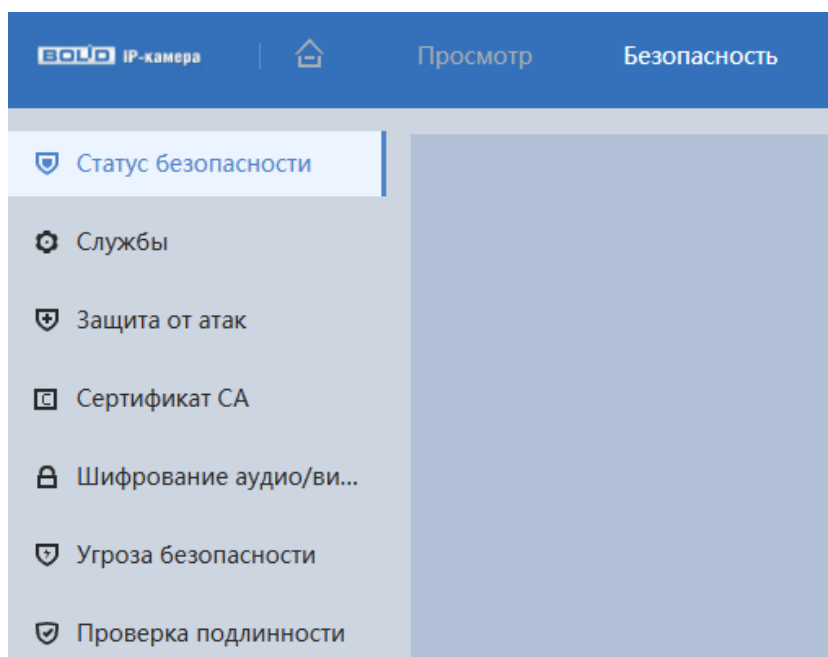 BOLID IP-камера
Просмотр
Безопасность
Статус безопасности
Службы
Защита от атак
Сертификат CA
Шифрование аудио/ви...
Угроза безопасности
Проверка подлинности